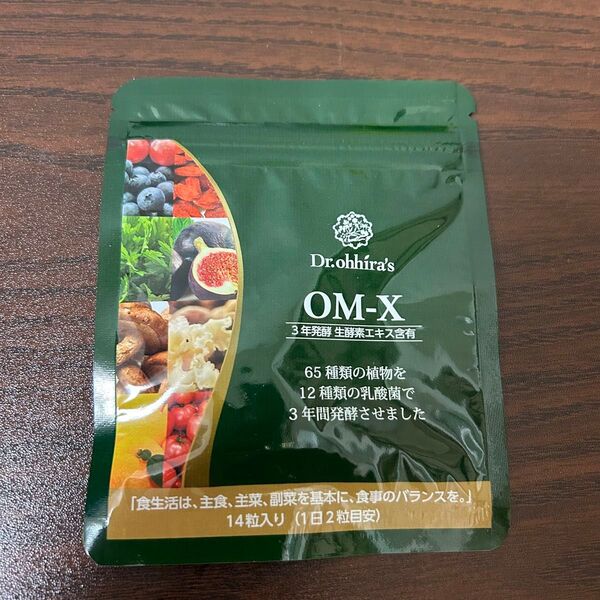 Dr.ohhira's
OM-X
3年発酵 生酵素エキス含有
65種類の植物を
12種類の乳酸菌で
3年間発酵させました
「食生活は、主食、主菜、副菜を基本に、食事のバランスを。」
14粒入り（1日2粒目安）